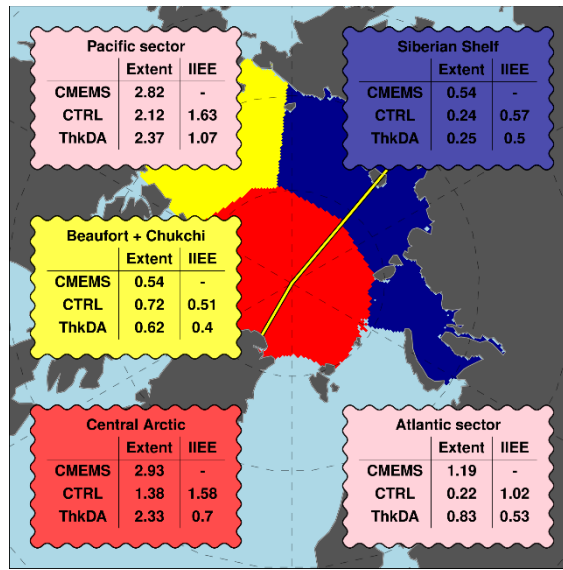 Pacific sector
Extent IIEE
CMEMS 2.82 -
CTRL 2.12 1.63
ThkDA 2.37 1.07
Siberian Shelf
Extent IIEE
CMEMS 0.54 -
CTRL 0.24 0.57
ThkDA 0.25 0.5
Beaufort + Chukchi
Extent IIEE
CMEMS 0.54 -
CTRL 0.72 0.51
ThkDA 0.62 0.4
Central Arctic
Extent IIEE
CMEMS 2.93 -
CTRL 1.38 1.58
ThkDA 2.33 0.7
Atlantic sector
Extent IIEE
CMEMS 1.19 -
CTRL 0.22 1.02
ThkDA 0.83 0.53